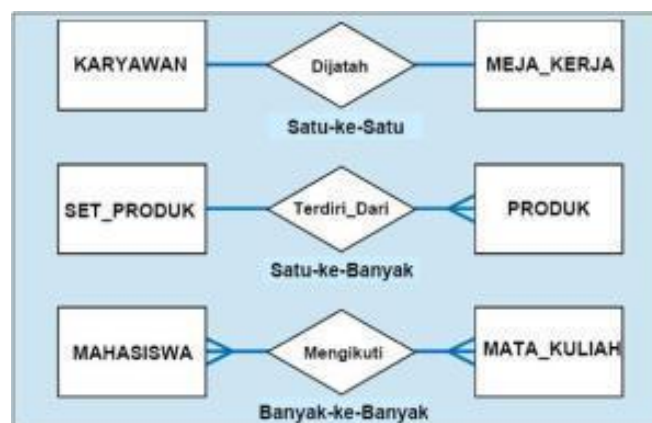 KARYAWAN Dijatah MEJA_KERJA
Satu-ke-Satu
SET_PRODUK Terdiri_Dari PRODUK
Satu-ke-Banyak
MAHASISWA Mengikuti MATA_KULIAH
Banyak-ke-Banyak